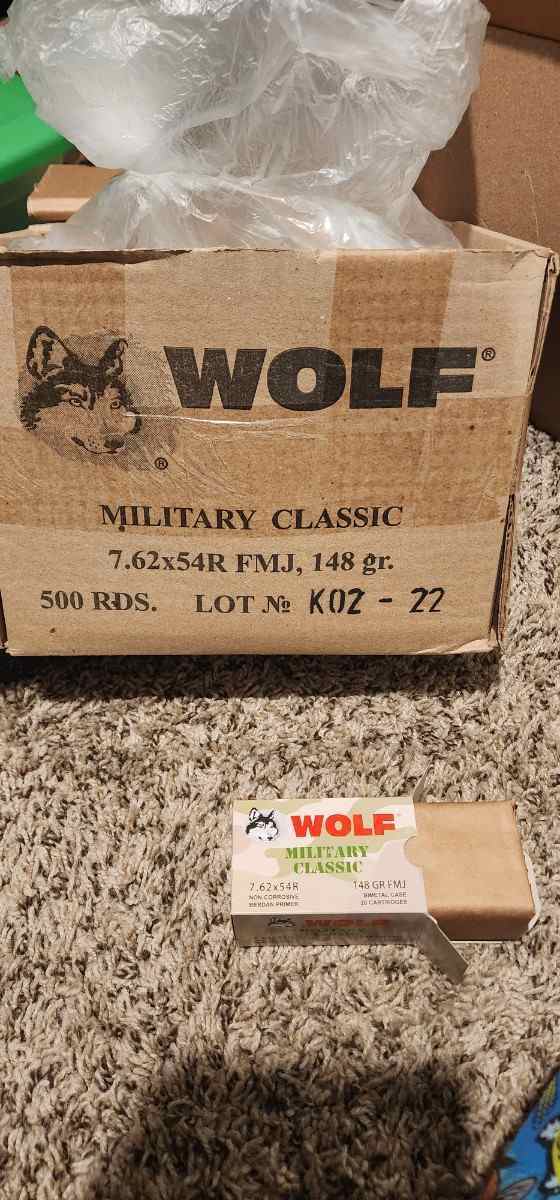 WOLF®
®
MILITARY CLASSIC
7.62x54R FMJ, 148 gr.
500 RDS. LOT № K02 - 22
WOLF
MILITARY
CLASSIC
7.62x54R 148 GR FMJ
NON CORROSIVE BIMETAL CASE
BERDAN PRIMER 20 CARTRIDGES
WOLF